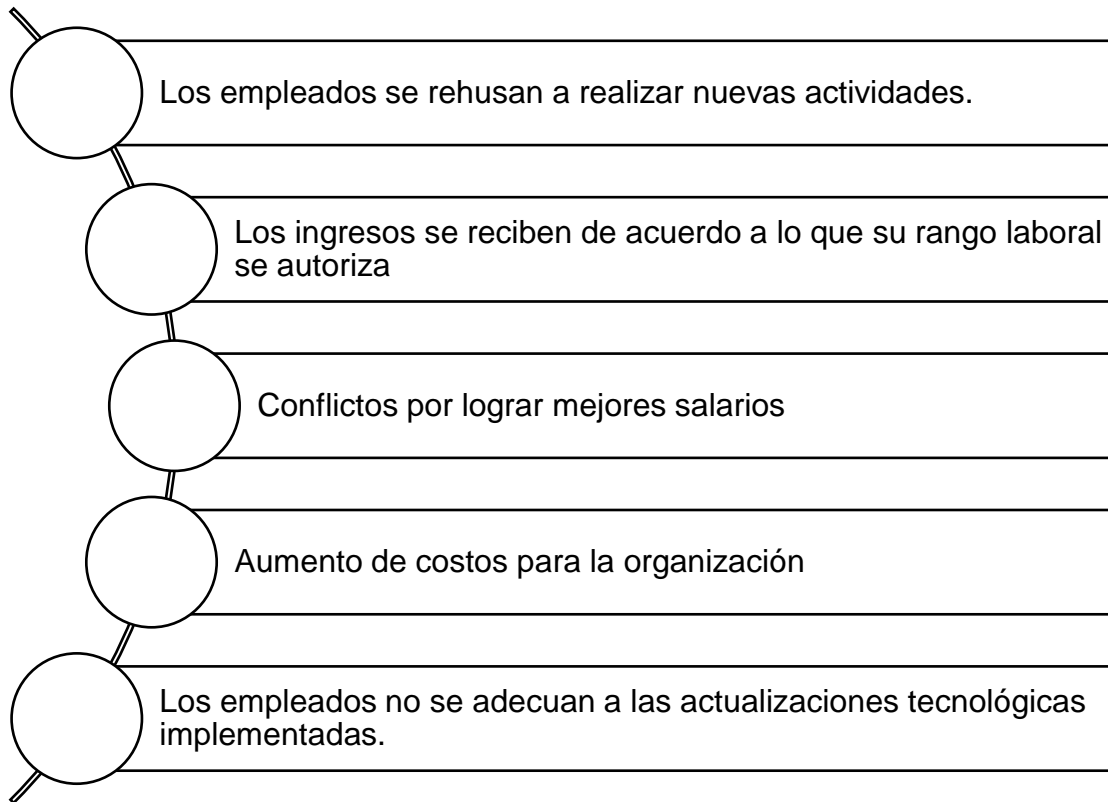 Los empleados se rehusan a realizar nuevas actividades.
Los ingresos se reciben de acuerdo a lo que su rango laboral
se autoriza
Conflictos por lograr mejores salarios
Aumento de costos para la organización
Los empleados no se adecuan a las actualizaciones tecnológicas
implementadas.